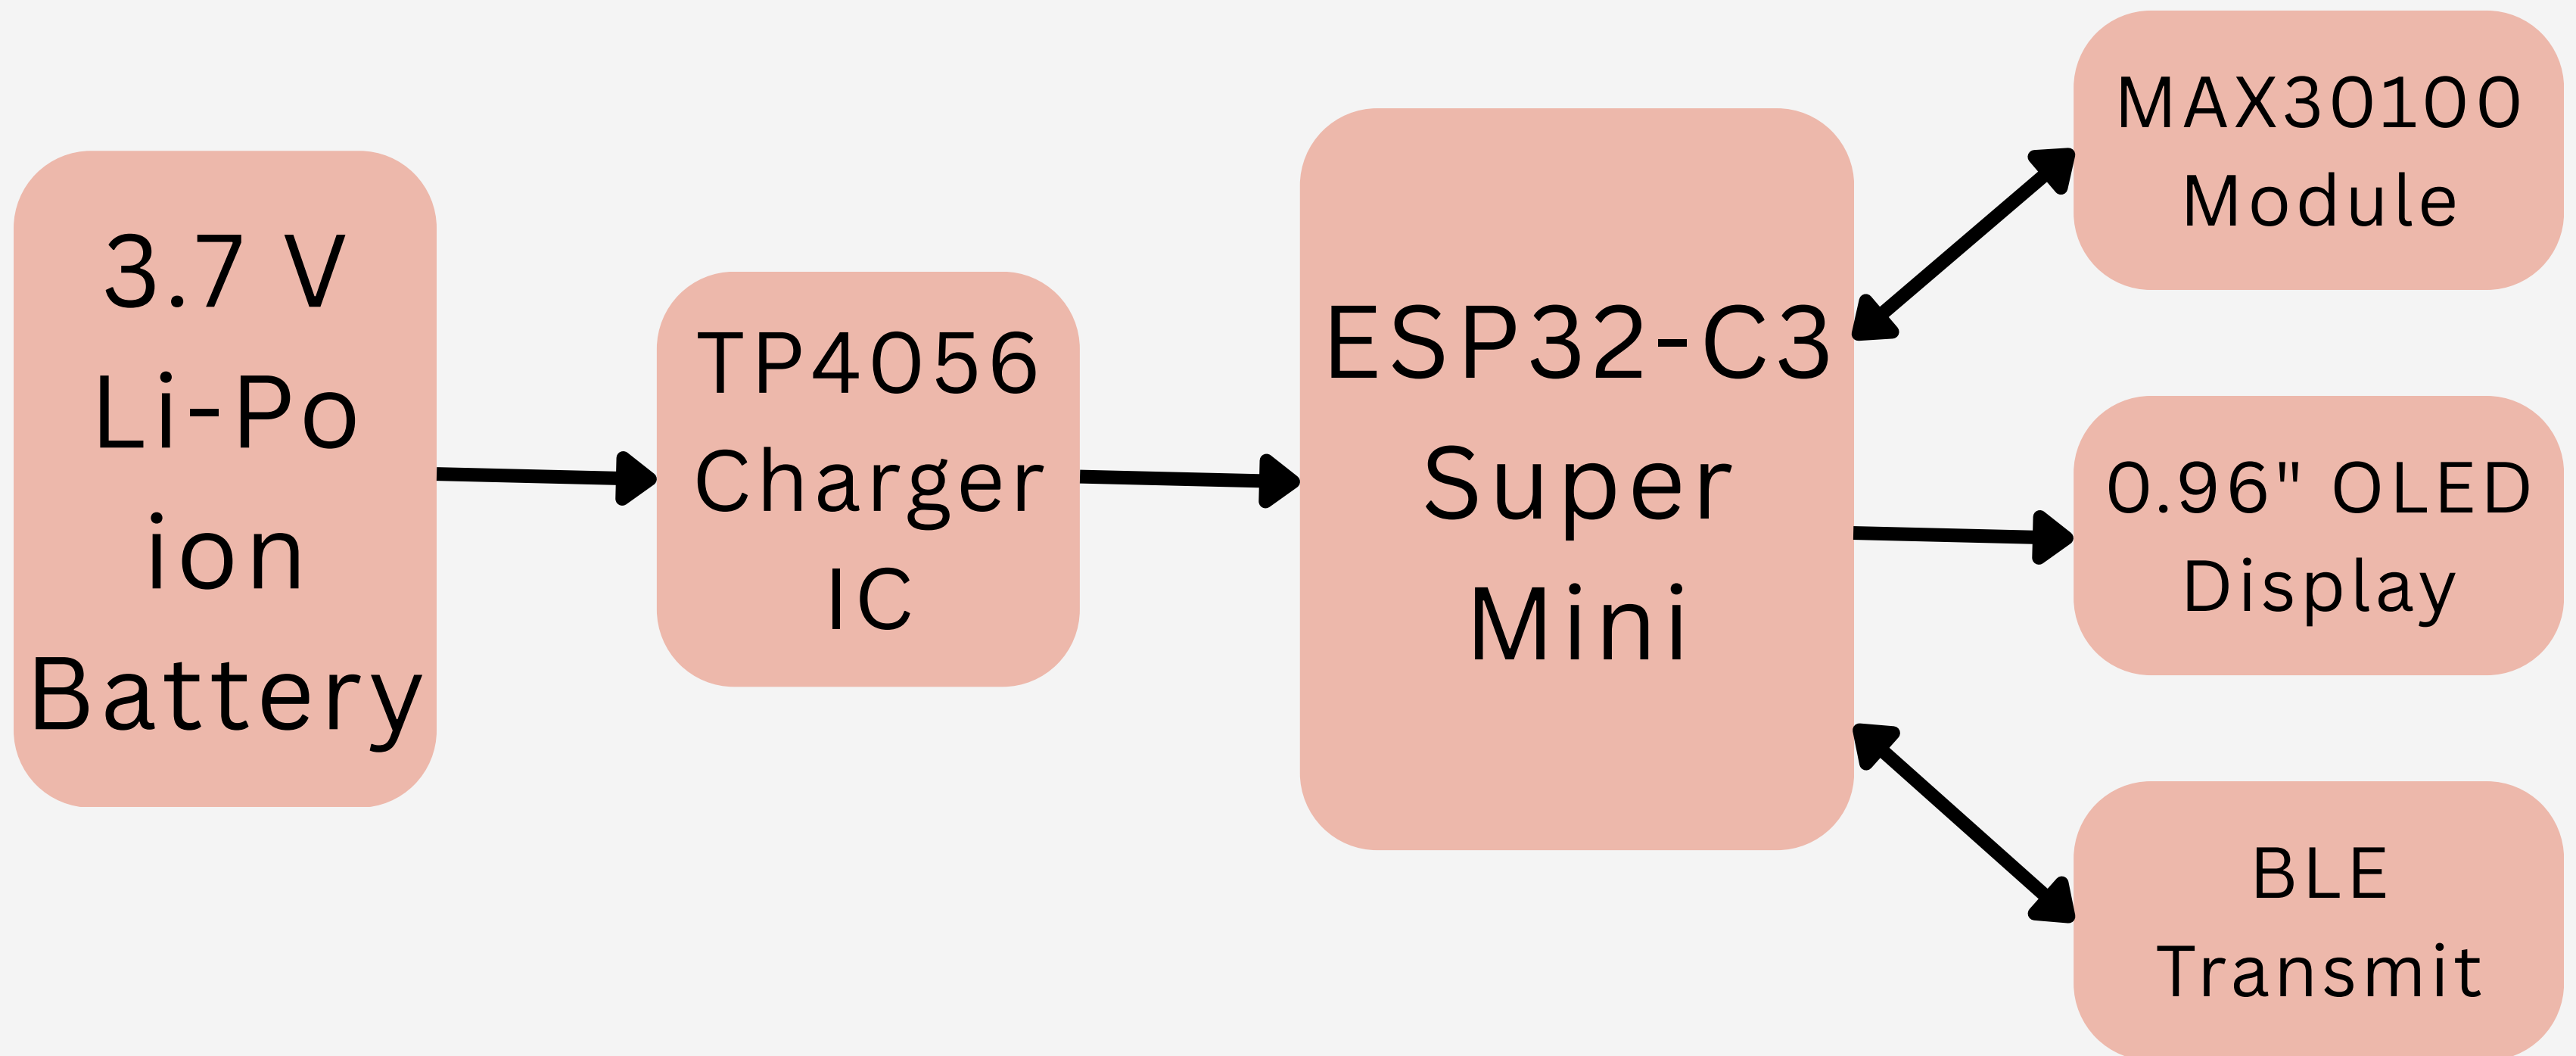 3.7 V
Li-Po
ion
Battery
TP4056
Charger
IC
ESP32-C3
Super
Mini
MAX30100
Module
0.96" OLED
Display
BLE
Transmit